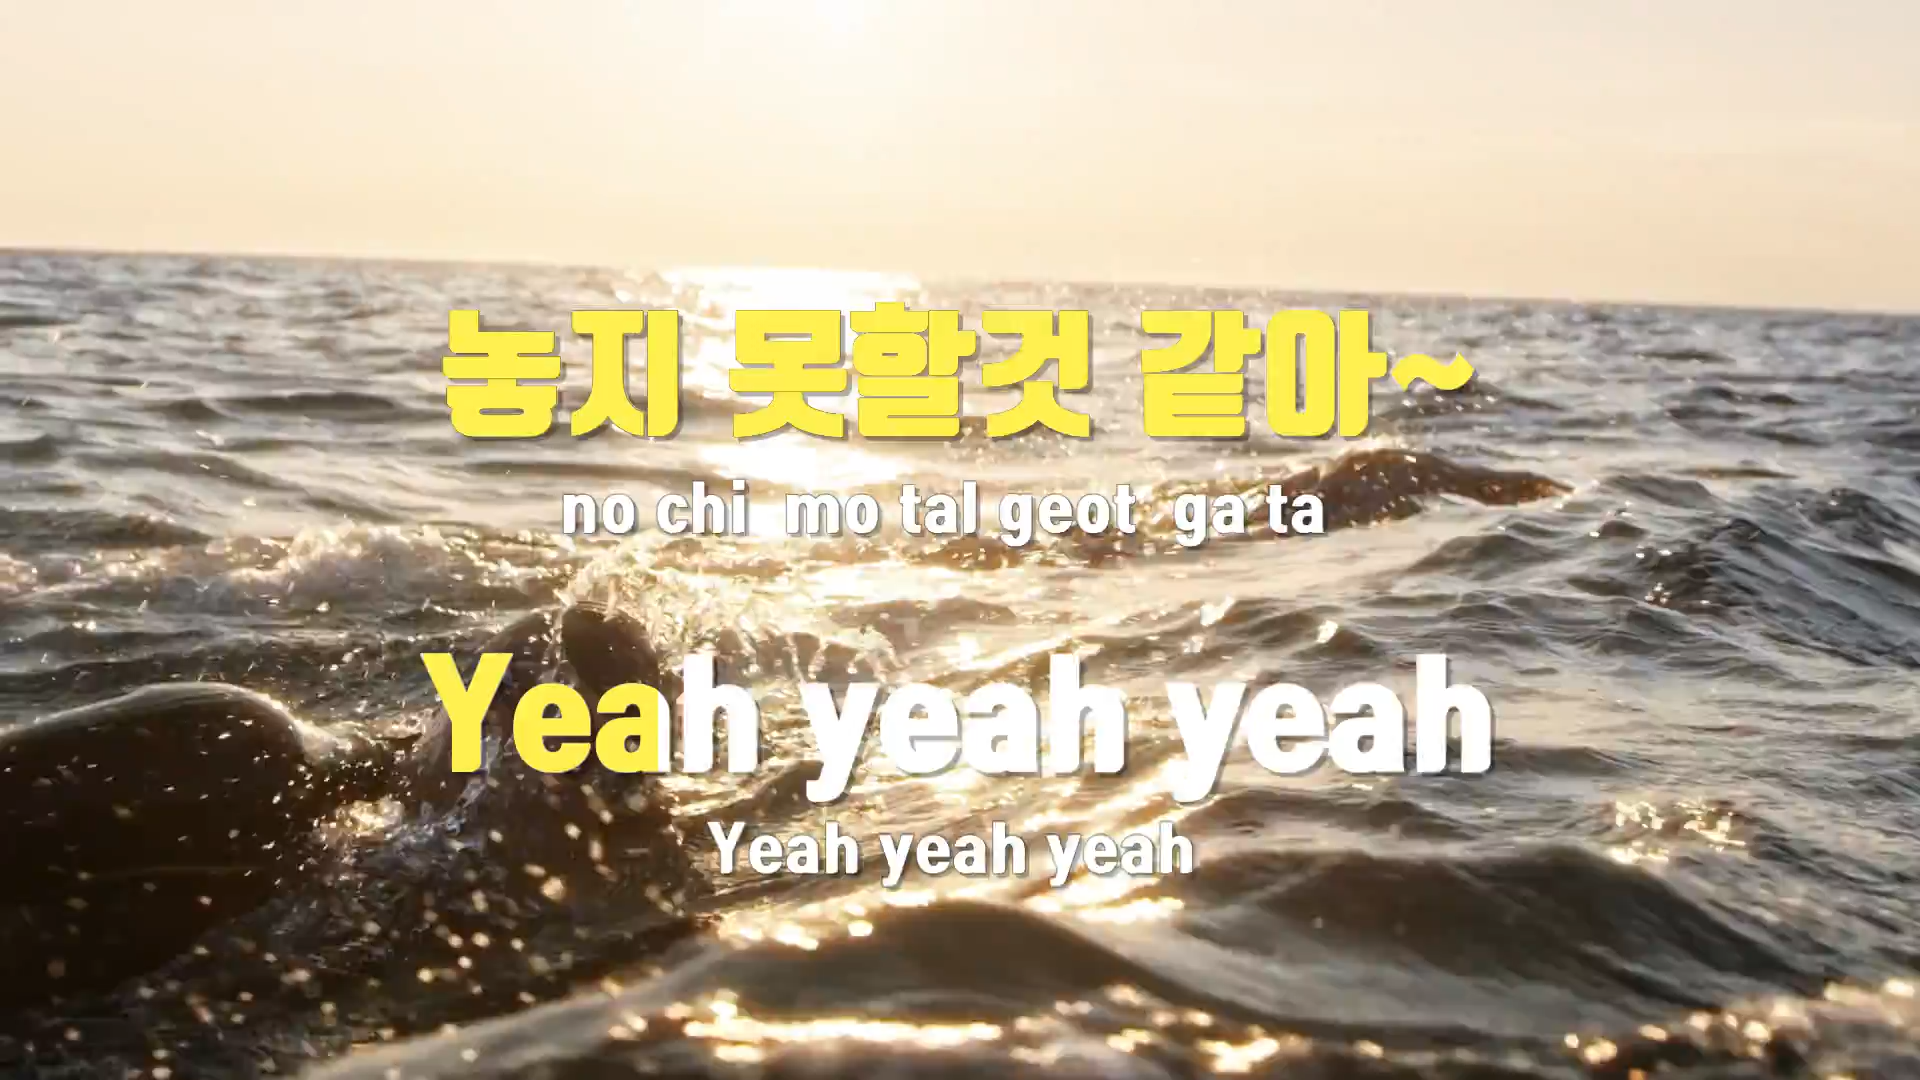 놓지 못할것 같아~
no chi mo tal geot ga ta
Yeah yeah yeah
Yeah yeah yeah